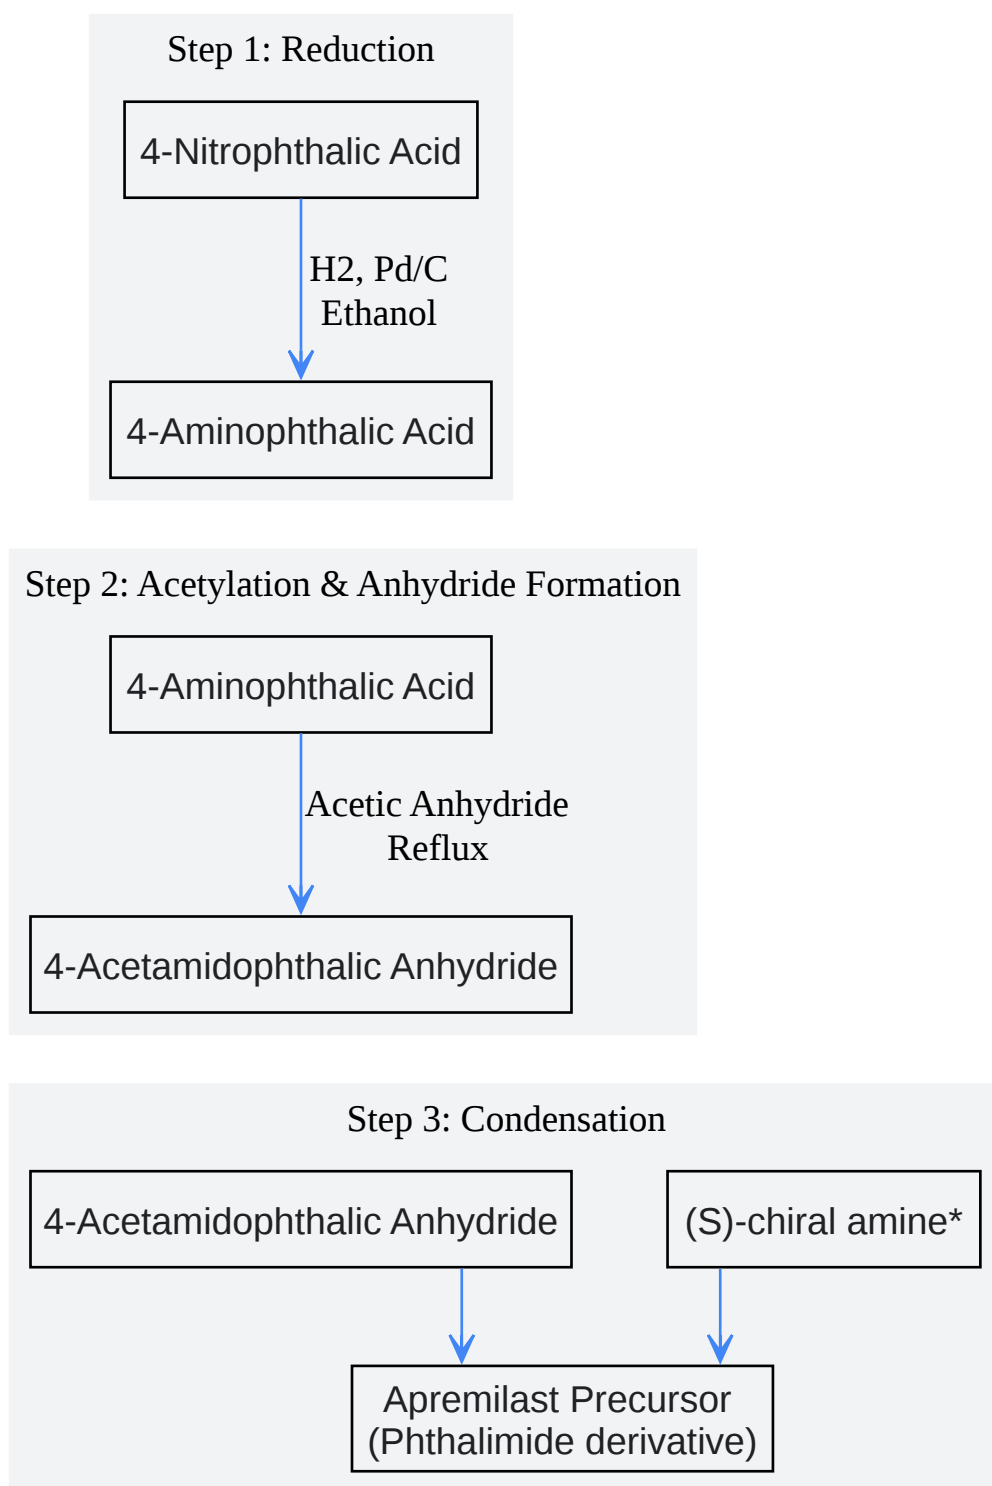 Step 1: Reduction
4-Nitrophthalic Acid
H2, Pd/C
Ethanol
4-Aminophthalic Acid
Step 2: Acetylation & Anhydride Formation
4-Aminophthalic Acid
Acetic Anhydride
Reflux
4-Acetamidophthalic Anhydride
Step 3: Condensation
4-Acetamidophthalic Anhydride
(S)-chiral amine*
Apremilast Precursor
(Phthalimide derivative)